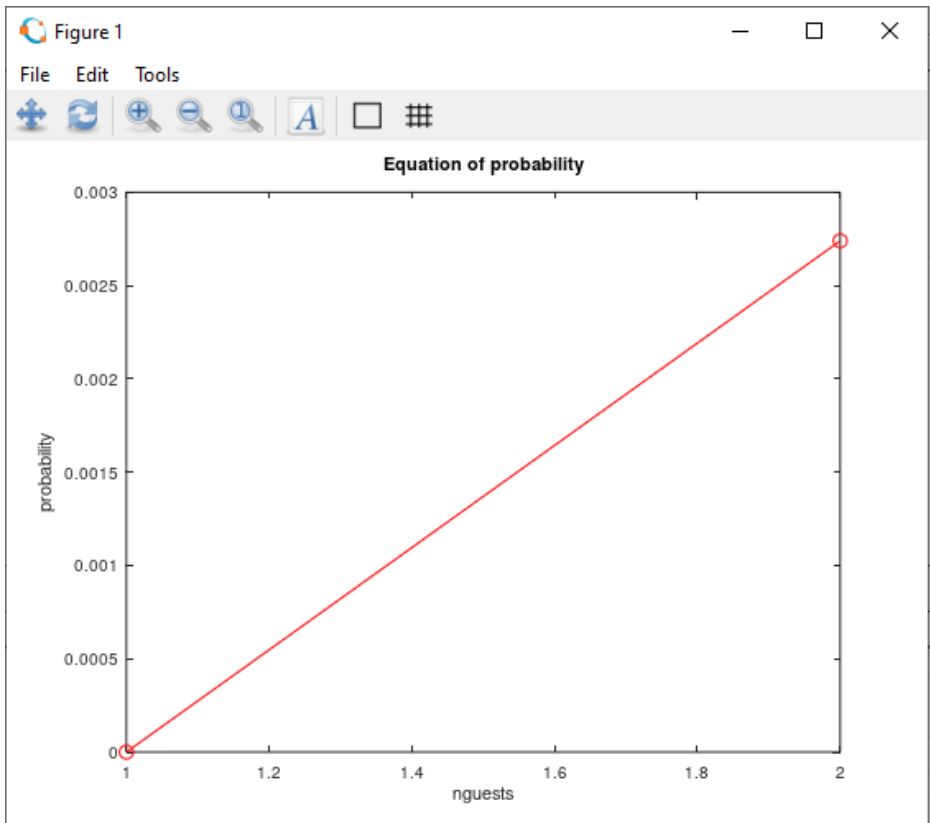 Figure 1
File Edit Tools
1 A
Equation of probability
0.003
0.0025
0.002
0.0015
0.001
0.0005
0
probability
1 1.2 1.4 1.6 1.8 2
nguests